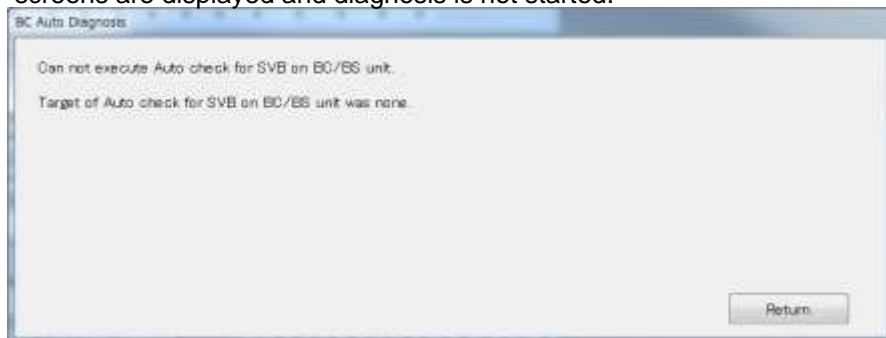 screens are displayed and diagnosis is not started.
BC Auto Diagnosis
Can not execute Auto check for SVB on BC/BS unit.
Target of Auto check for SVB on BC/BS unit was none.
Return